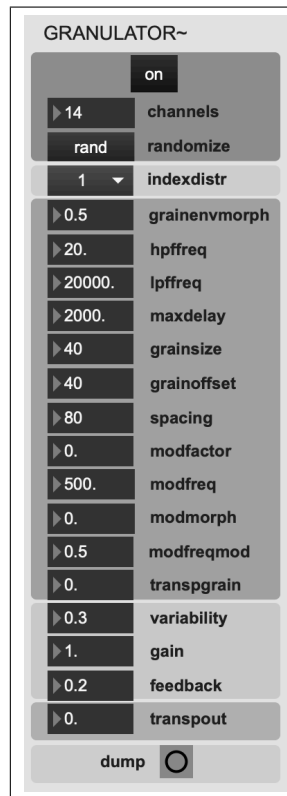 GRANULATOR~
on
14 channels
rand randomize
1 indexdistr
0.5 grainenvmorph
20. hpffreq
20000. lpffreq
2000. maxdelay
40 grainsize
40 grainoffset
80 spacing
0. modfactor
500. modfreq
0. modmorph
0.5 modfreqmod
0. transpgrain
0.3 variability
1. gain
0.2 feedback
0. transpout
dump